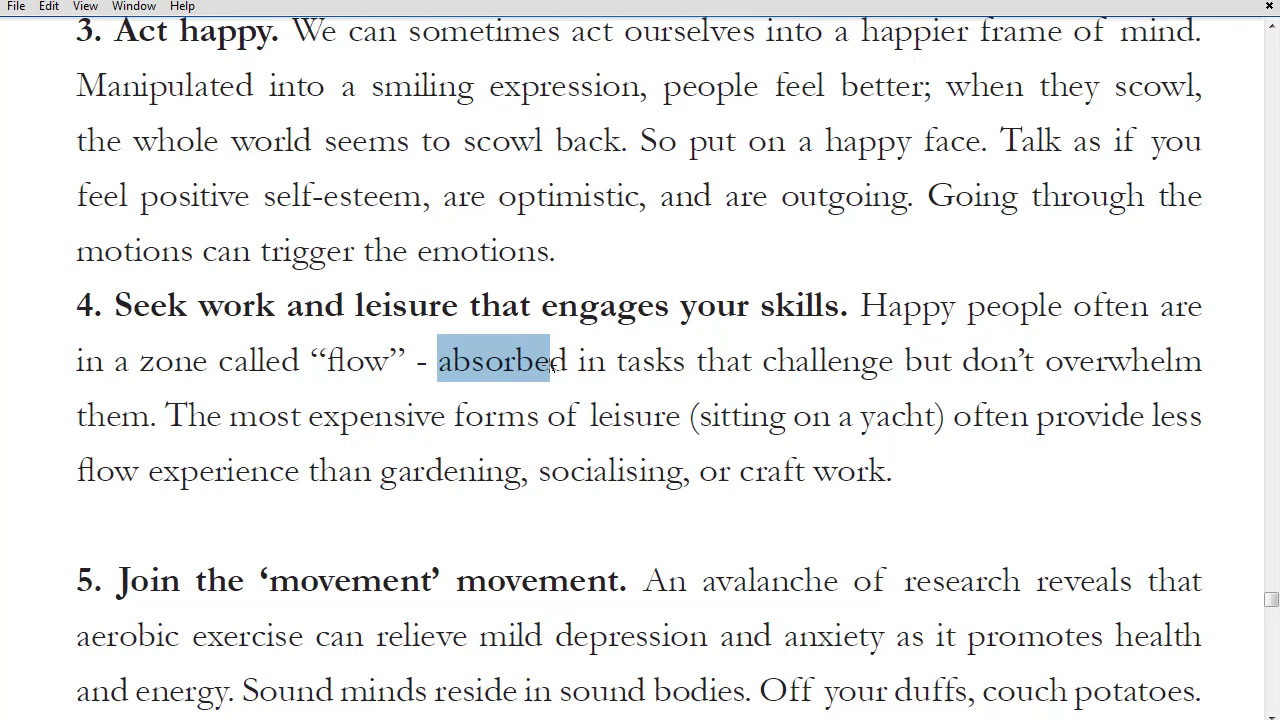 File Edit View Window Help
3. Act happy. We can sometimes act ourselves into a happier frame of mind.
Manipulated into a smiling expression, people feel better; when they scowl,
the whole world seems to scowl back. So put on a happy face. Talk as if you
feel positive self-esteem, are optimistic, and are outgoing. Going through the
motions can trigger the emotions.
4. Seek work and leisure that engages your skills. Happy people often are
in a zone called “flow” - absorbed in tasks that challenge but don’t overwhelm
them. The most expensive forms of leisure (sitting on a yacht) often provide less
flow experience than gardening, socialising, or craft work.
5. Join the ‘movement’ movement. An avalanche of research reveals that
aerobic exercise can relieve mild depression and anxiety as it promotes health
and energy. Sound minds reside in sound bodies. Off your duffs, couch potatoes.